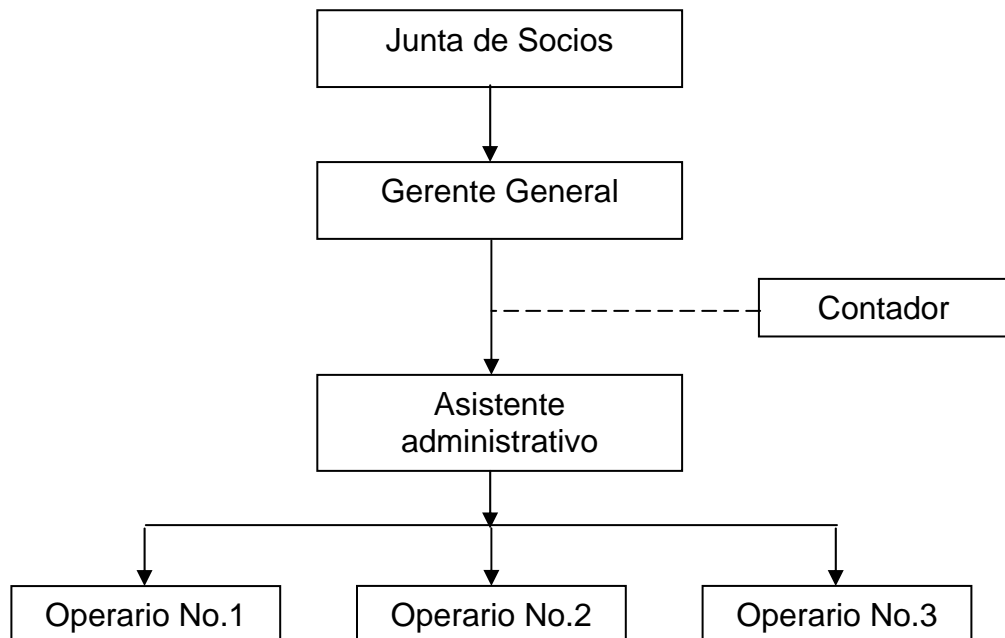 Junta de Socios
Gerente General
Contador
Asistente
administrativo
Operario No.1
Operario No.2
Operario No.3